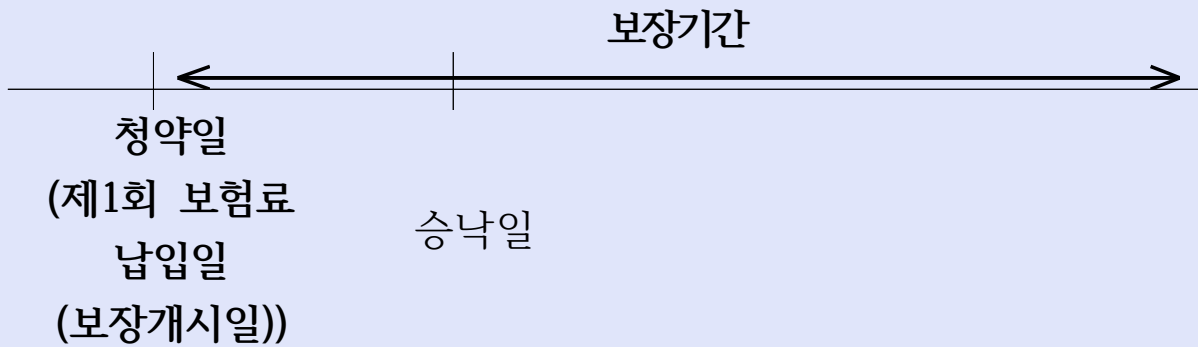 보장기간
청약일
(제1회 보험료
납입일
(보장개시일))
승낙일